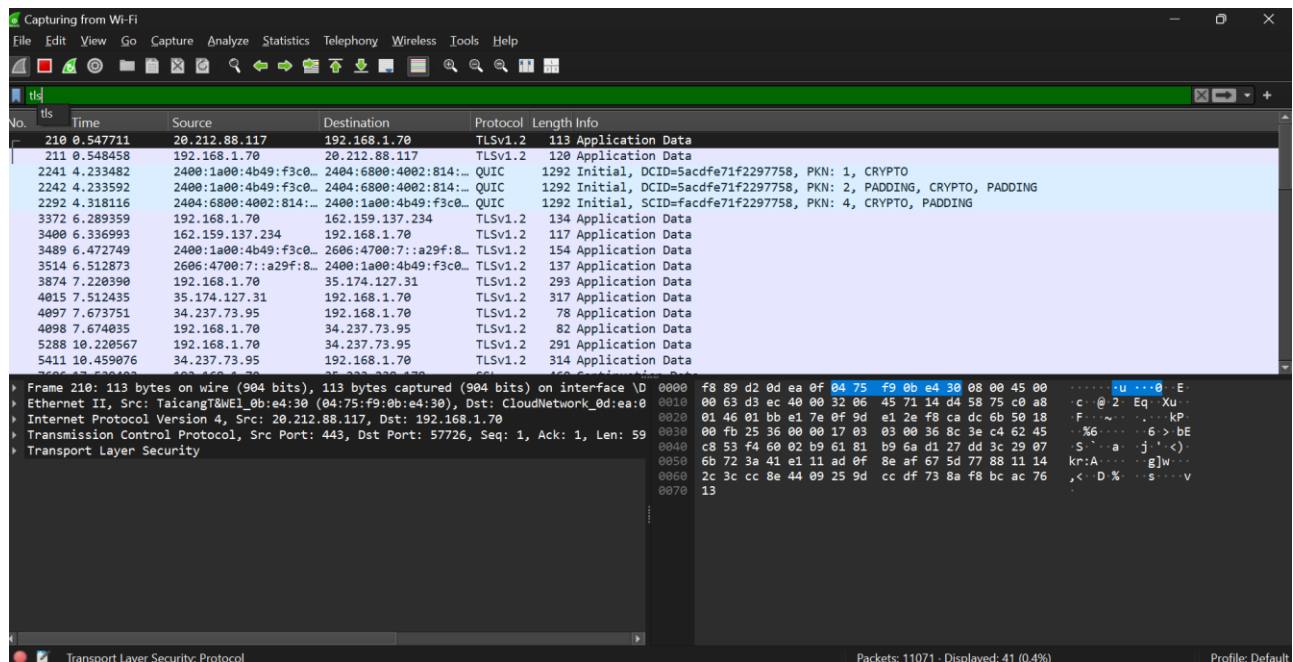 Capturing from Wi-Fi
File Edit View Go Capture Analyze Statistics Telephony Wireless Tools Help
tls
tls
No. Time Source Destination Protocol Length Info
210 0.547711 20.212.88.117 192.168.1.70 TLSv1.2 113 Application Data
211 0.548458 192.168.1.70 20.212.88.117 TLSv1.2 120 Application Data
2241 4.233482 2400:1a00:4b49:f3c0… 2404:6800:4002:814:… QUIC 1292 Initial, DCID=5acdfe71f2297758, PKN: 1, CRYPTO
2242 4.233592 2400:1a00:4b49:f3c0… 2404:6800:4002:814:… QUIC 1292 Initial, DCID=5acdfe71f2297758, PKN: 2, PADDING, CRYPTO, PADDING
2292 4.318116 2404:6800:4002:814:… 2400:1a00:4b49:f3c0… QUIC 1292 Initial, SCID=facdfe71f2297758, PKN: 4, CRYPTO, PADDING
3372 6.289359 192.168.1.70 162.159.137.234 TLSv1.2 134 Application Data
3400 6.336993 162.159.137.234 192.168.1.70 TLSv1.2 117 Application Data
3489 6.472749 2400:1a00:4b49:f3c0… 2606:4700:7::a29f:8… TLSv1.2 154 Application Data
3514 6.512873 2606:4700:7::a29f:8… 2400:1a00:4b49:f3c0… TLSv1.2 137 Application Data
3874 7.220390 192.168.1.70 35.174.127.31 TLSv1.2 293 Application Data
4015 7.512435 35.174.127.31 192.168.1.70 TLSv1.2 317 Application Data
4097 7.673751 34.237.73.95 192.168.1.70 TLSv1.2 78 Application Data
4098 7.674035 192.168.1.70 34.237.73.95 TLSv1.2 82 Application Data
5288 10.220567 192.168.1.70 34.237.73.95 TLSv1.2 291 Application Data
5411 10.459076 34.237.73.95 192.168.1.70 TLSv1.2 314 Application Data
Frame 210: 113 bytes on wire (904 bits), 113 bytes captured (904 bits) on interface \D
Ethernet II, Src: TaicangT&WEl_0b:e4:30 (04:75:f9:0b:e4:30), Dst: CloudNetwork_0d:ea:0
Internet Protocol Version 4, Src: 20.212.88.117, Dst: 192.168.1.70
Transmission Control Protocol, Src Port: 443, Dst Port: 57726, Seq: 1, Ack: 1, Len: 59
Transport Layer Security
0000 f8 89 d2 0d ea 0f 04 75 f9 0b e4 30 08 00 45 00 ·······u ···0··E·
0010 00 63 d3 ec 40 00 32 06 45 71 14 d4 58 75 c0 a8 ·c··@·2· Eq··Xu··
0020 01 46 01 bb e1 7e 0f 9d e1 2e f8 ca dc 6b 50 18 ·F···~·· ·.···kP·
0030 00 fb 25 36 00 00 17 03 03 00 36 8c 3e c4 62 45 ··%6···· ··6·>·bE
0040 c8 53 f4 60 02 b9 61 81 b9 6a d1 27 dd 3c 29 07 ·S·`··a· ·j·'·<)·
0050 6b 72 3a 41 e1 11 ad 0f 8e af 67 5d 77 88 11 14 kr:A···· ··g]w···
0060 2c 3c cc 8e 44 09 25 9d cc df 73 8a f8 bc ac 76 ,<··D·%· ··s····v
0070 13 ·
Transport Layer Security: Protocol Packets: 11071 · Displayed: 41 (0.4%) Profile: Default